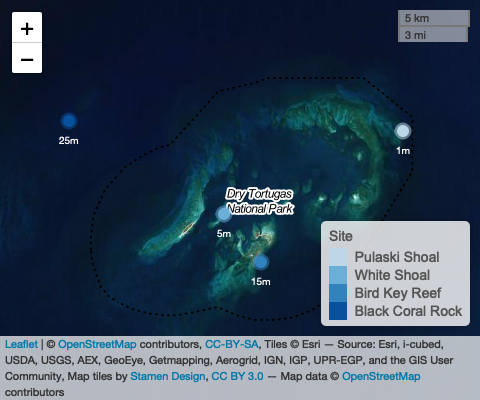 +
5 km
3 mi
−
25m
1m
Dry Tortugas
National Park
5m
15m
Site
Pulaski Shoal
White Shoal
Bird Key Reef
Black Coral Rock
Leaflet | © OpenStreetMap contributors, CC-BY-SA, Tiles © Esri — Source: Esri, i-cubed,
USDA, USGS, AEX, GeoEye, Getmapping, Aerogrid, IGN, IGP, UPR-EGP, and the GIS User
Community, Map tiles by Stamen Design, CC BY 3.0 — Map data © OpenStreetMap
contributors